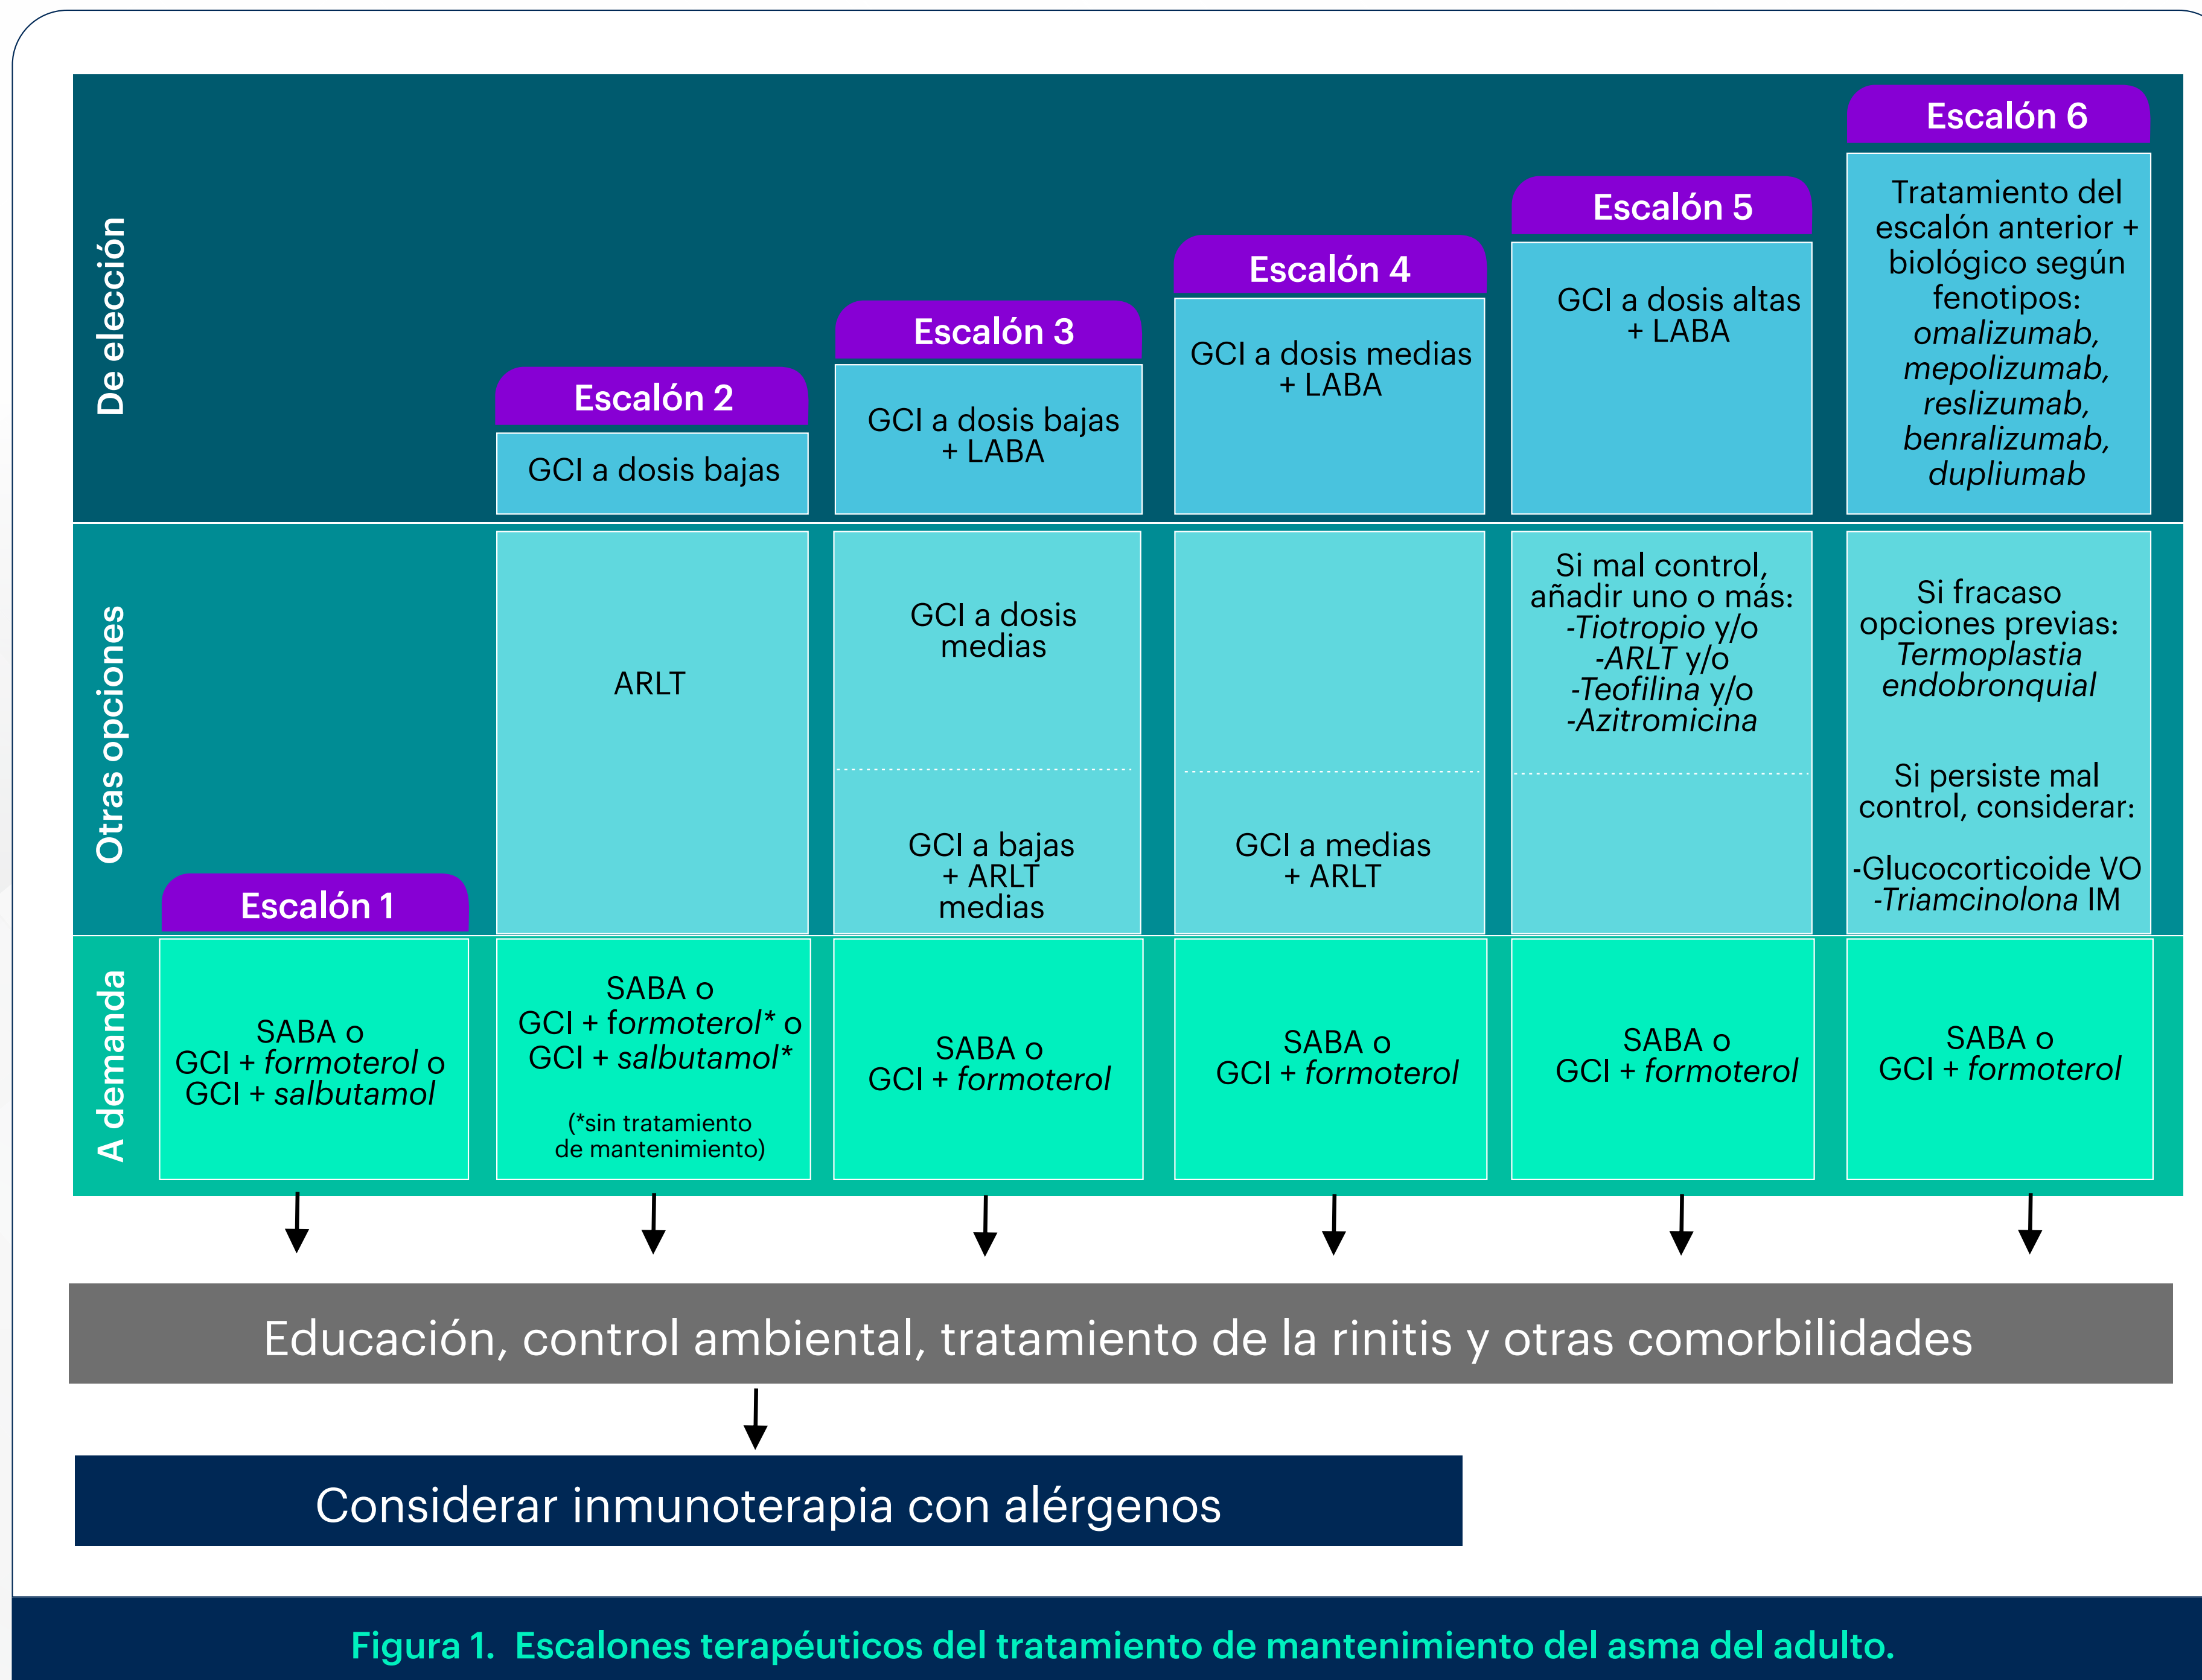 De elección
Escalón 2
GCI a dosis bajas
Escalón 3
GCI a dosis bajas
+ LABA
Escalón 4
GCI a dosis medias
+ LABA
Escalón 5
GCI a dosis altas
+ LABA
Escalón 6
Tratamiento del
escalón anterior +
biológico según
fenotipos:
omalizumab,
mepolizumab,
reslizumab,
benralizumab,
dupliumab
Otras opciones
Escalón 1
ARLT
GCI a dosis
medias
GCI a bajas
+ ARLT
medias
GCI a medias
+ ARLT
Si mal control,
añadir uno o más:
-Tiotropio y/o
-ARLT y/o
-Teofilina y/o
-Azitromicina
Si fracaso
opciones previas:
Termoplastia
endobronquial
Si persiste mal
control, considerar:
-Glucocorticoide VO
-Triamcinolona IM
A demanda
SABA o
GCI + formoterol o
GCI + salbutamol
SABA o
GCI + formoterol* o
GCI + salbutamol*
(*sin tratamiento
de mantenimiento)
SABA o
GCI + formoterol
SABA o
GCI + formoterol
SABA o
GCI + formoterol
SABA o
GCI + formoterol
Educación, control ambiental, tratamiento de la rinitis y otras comorbilidades
Considerar inmunoterapia con alérgenos
Figura 1. Escalones terapéuticos del tratamiento de mantenimiento del asma del adulto.